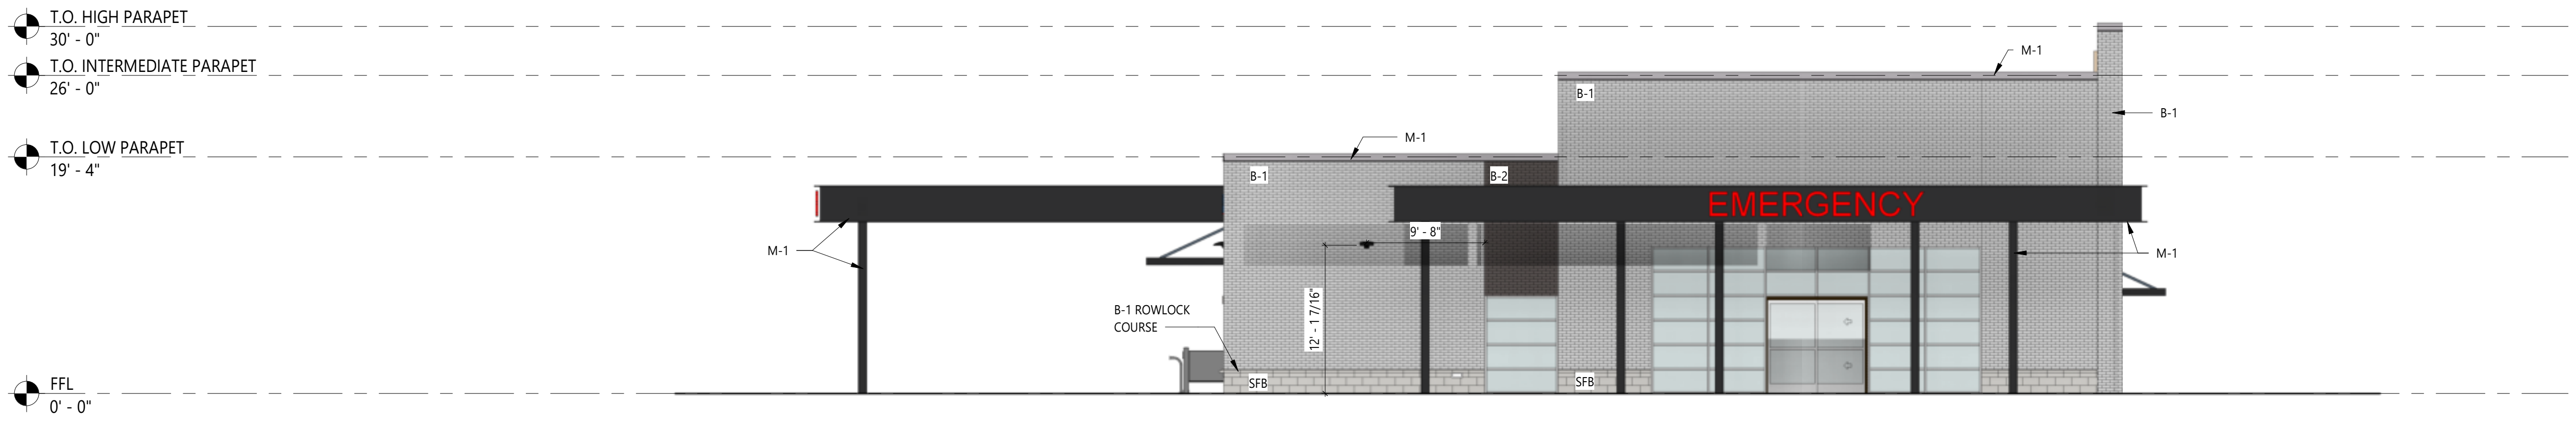 T.O. HIGH PARAPET
30' - 0"
T.O. INTERMEDIATE PARAPET
26' - 0"
T.O. LOW PARAPET
19' - 4"
FFL
0' - 0"
M-1
B-1
B-1
M-1
B-1
B-2
EMERGENCY
9' - 8"
M-1
M-1
12' - 1 7/16"
B-1 ROWLOCK
COURSE
SFB
SFB